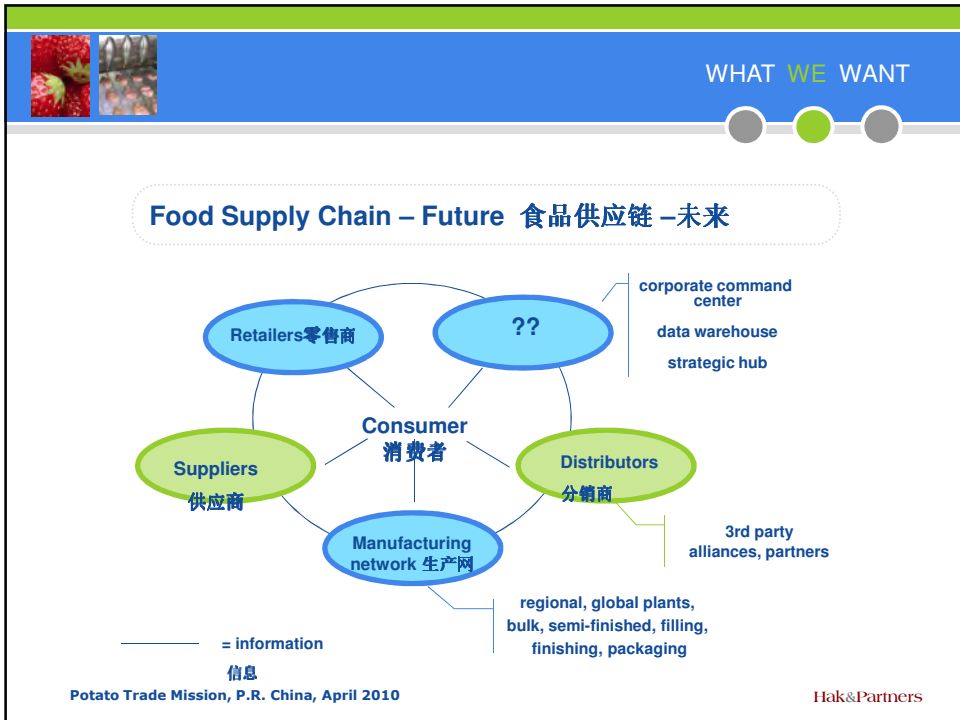 WHAT WE WANT
Food Supply Chain – Future 食品供应链 –未来
corporate command
center
data warehouse
strategic hub
??
Retailers零售商
Consumer
消费者
Suppliers
供应商
Distributors
分销商
3rd party
alliances, partners
Manufacturing
network 生产网
regional, global plants,
bulk, semi-finished, filling,
finishing, packaging
= information
信息
Potato Trade Mission, P.R. China, April 2010
Hak&Partners